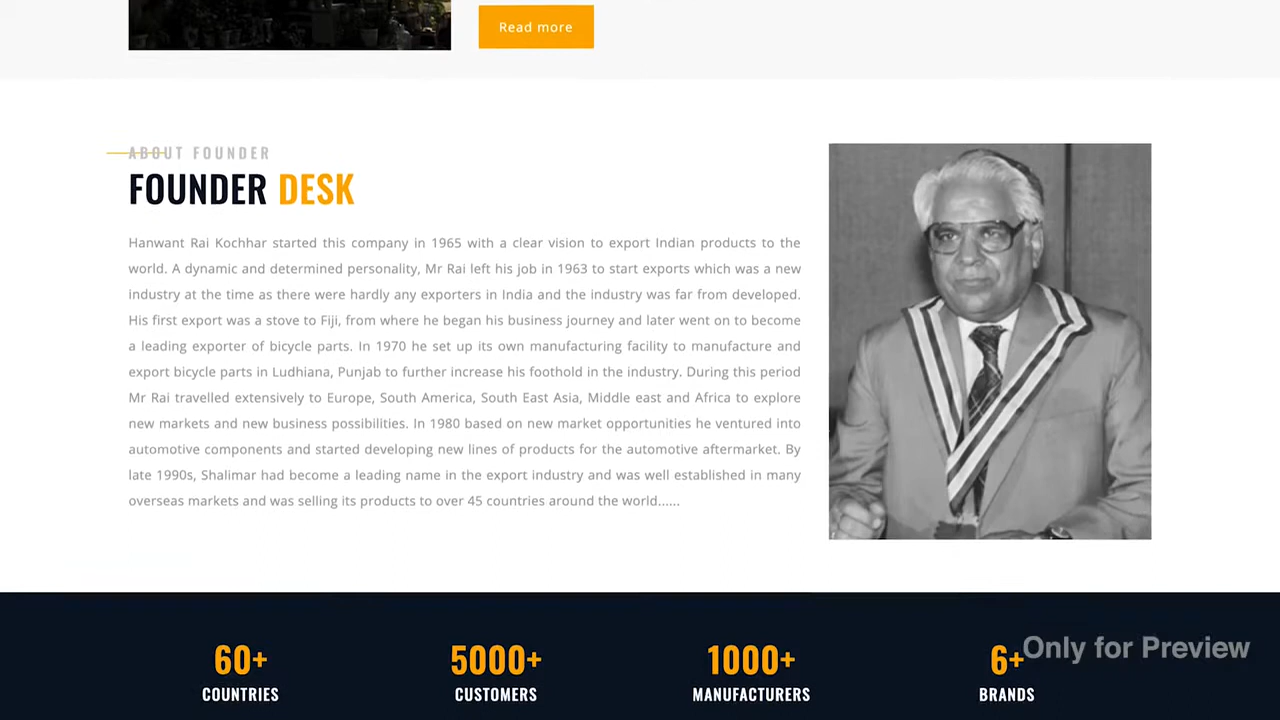 Read more
ABOUT FOUNDER
FOUNDER DESK
Hanwant Rai Kochhar started this company in 1965 with a clear vision to export Indian products to the
world. A dynamic and determined personality, Mr Rai left his job in 1963 to start exports which was a new
industry at the time as there were hardly any exporters in India and the industry was far from developed.
His first export was a stove to Fiji, from where he began his business journey and later went on to become
a leading exporter of bicycle parts. In 1970 he set up its own manufacturing facility to manufacture and
export bicycle parts in Ludhiana, Punjab to further increase his foothold in the industry. During this period
Mr Rai travelled extensively to Europe, South America, South East Asia, Middle east and Africa to explore
new markets and new business possibilities. In 1980 based on new market opportunities he ventured into
automotive components and started developing new lines of products for the automotive aftermarket. By
late 1990s, Shalimar had become a leading name in the export industry and was well established in many
overseas markets and was selling its products to over 45 countries around the world......
60+ 5000+ 1000+ 6+
COUNTRIES CUSTOMERS MANUFACTURERS BRANDS
Only for Preview